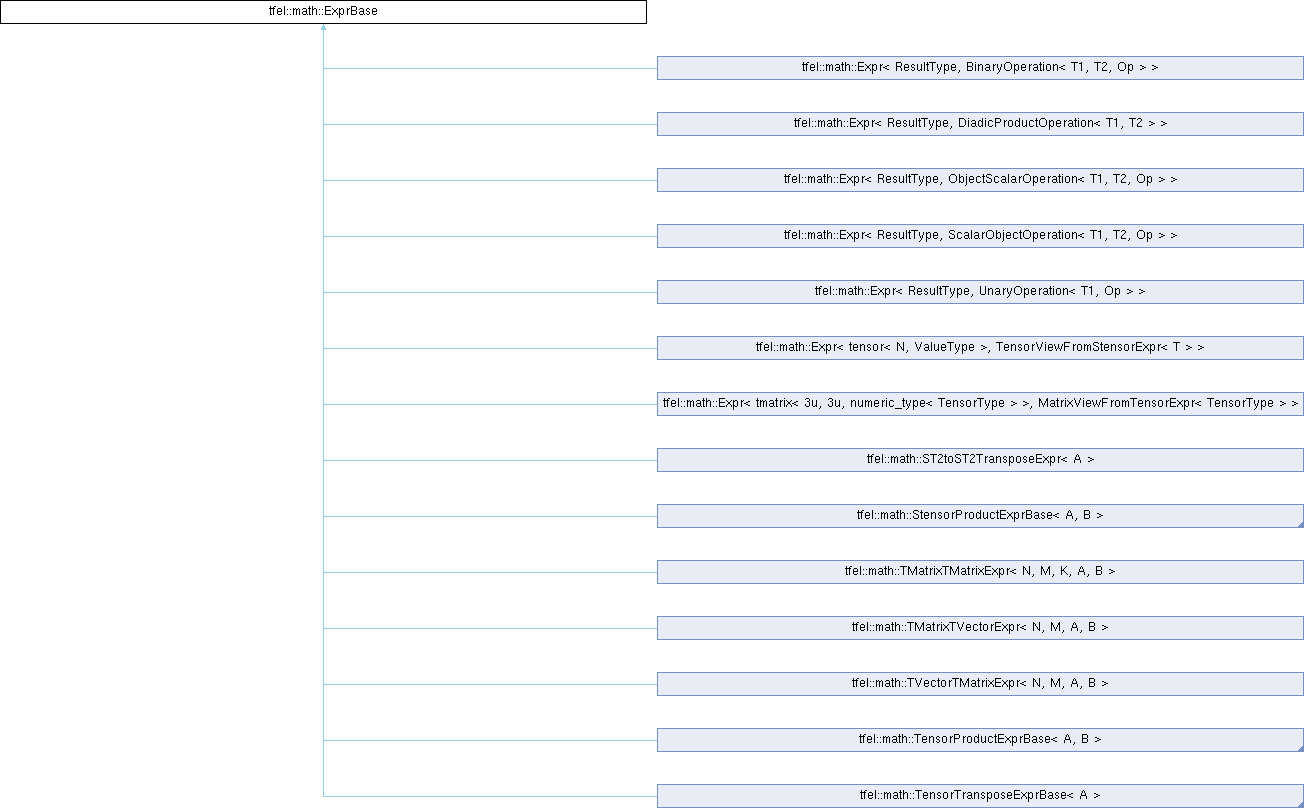 tfel::math::ExprBase
tfel::math::Expr< ResultType, BinaryOperation< T1, T2, Op > >
tfel::math::Expr< ResultType, DiadicProductOperation< T1, T2 > >
tfel::math::Expr< ResultType, ObjectScalarOperation< T1, T2, Op > >
tfel::math::Expr< ResultType, ScalarObjectOperation< T1, T2, Op > >
tfel::math::Expr< ResultType, UnaryOperation< T1, Op > >
tfel::math::Expr< tensor< N, ValueType >, TensorViewFromStensorExpr< T > >
tfel::math::Expr< tmatrix< 3u, 3u, numeric_type< TensorType > >, MatrixViewFromTensorExpr< TensorType > >
tfel::math::ST2toST2TransposeExpr< A >
tfel::math::StensorProductExprBase< A, B >
tfel::math::TMatrixTMatrixExpr< N, M, K, A, B >
tfel::math::TMatrixTVectorExpr< N, M, A, B >
tfel::math::TVectorTMatrixExpr< N, M, A, B >
tfel::math::TensorProductExprBase< A, B >
tfel::math::TensorTransposeExprBase< A >